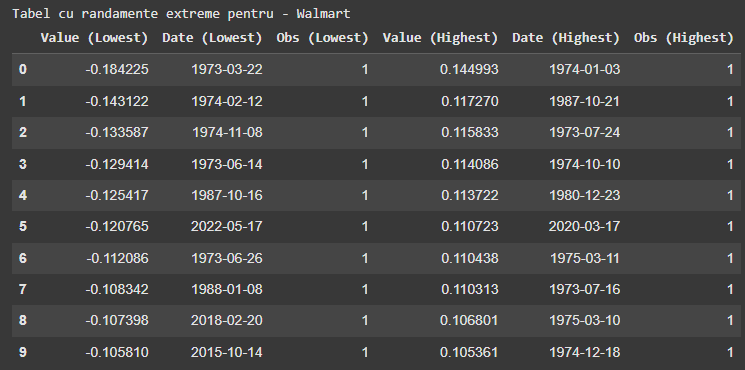 Tabel cu randamente extreme pentru - Walmart
Value (Lowest) Date (Lowest) Obs (Lowest) Value (Highest) Date (Highest) Obs (Highest)
0 -0.184225 1973-03-22 1 0.144993 1974-01-03 1
1 -0.143122 1974-02-12 1 0.117270 1987-10-21 1
2 -0.133587 1974-11-08 1 0.115833 1973-07-24 1
3 -0.129414 1973-06-14 1 0.114086 1974-10-10 1
4 -0.125417 1987-10-16 1 0.113722 1980-12-23 1
5 -0.120765 2022-05-17 1 0.110723 2020-03-17 1
6 -0.112086 1973-06-26 1 0.110438 1975-03-11 1
7 -0.108342 1988-01-08 1 0.110313 1973-07-16 1
8 -0.107398 2018-02-20 1 0.106801 1975-03-10 1
9 -0.105810 2015-10-14 1 0.105361 1974-12-18 1